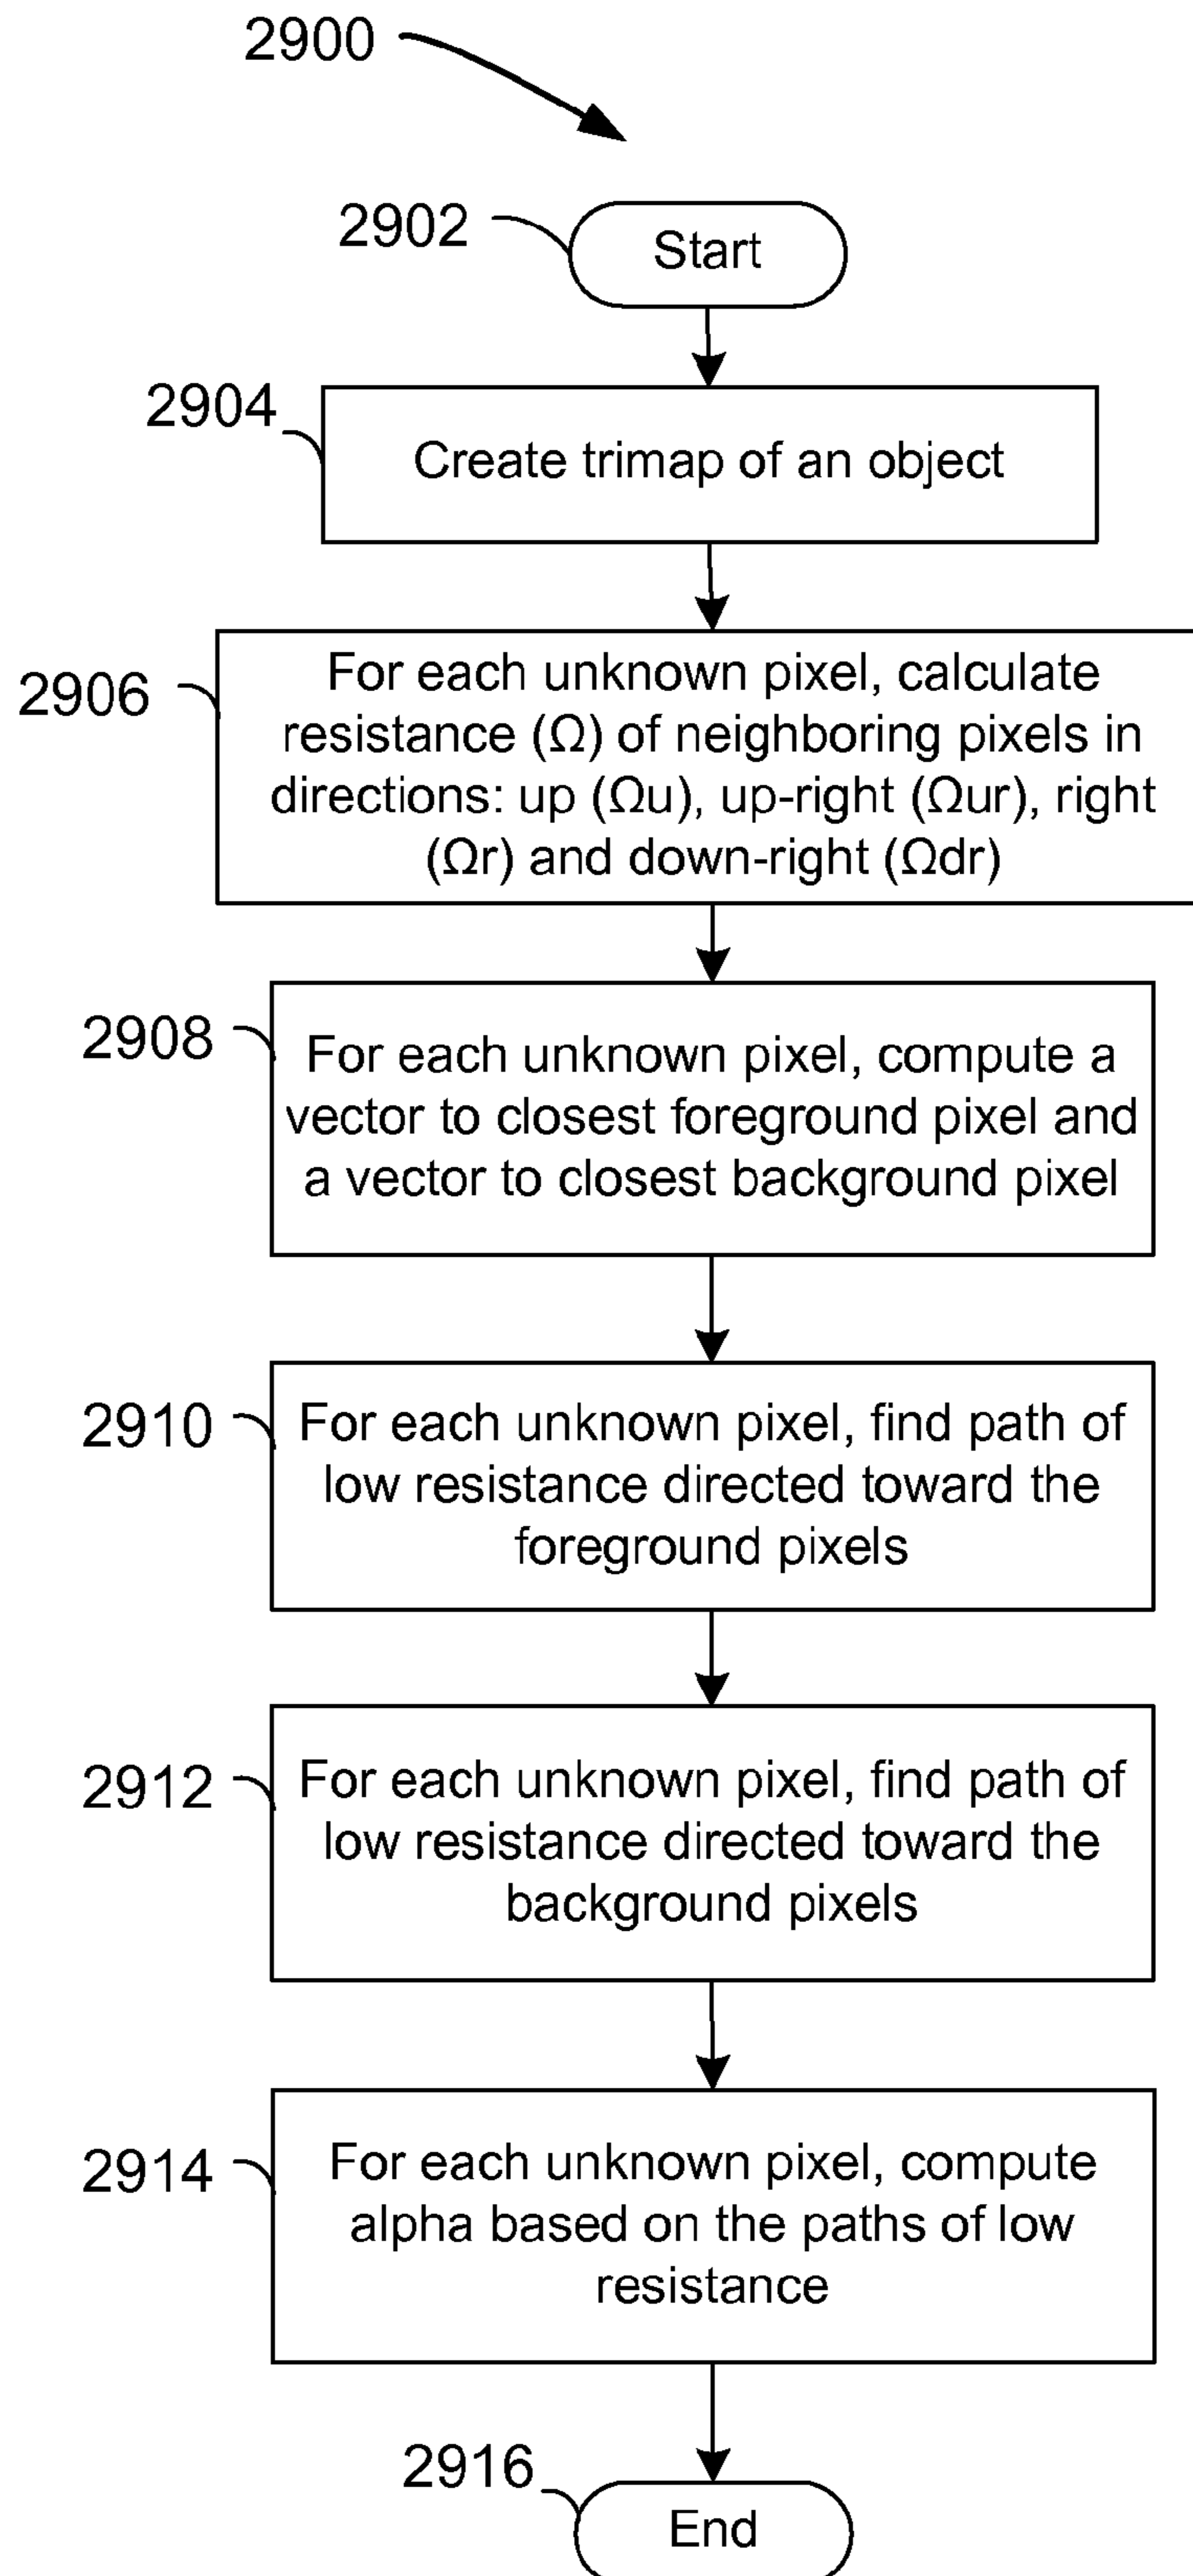 2900
2902
Start
2904
Create trimap of an object
2906
For each unknown pixel, calculate
resistance (Ω) of neighboring pixels in
directions: up (Ωu), up-right (Ωur), right
(Ωr) and down-right (Ωdr)
2908
For each unknown pixel, compute a
vector to closest foreground pixel and
a vector to closest background pixel
2910
For each unknown pixel, find path of
low resistance directed toward the
foreground pixels
2912
For each unknown pixel, find path of
low resistance directed toward the
background pixels
2914
For each unknown pixel, compute
alpha based on the paths of low
resistance
2916
End